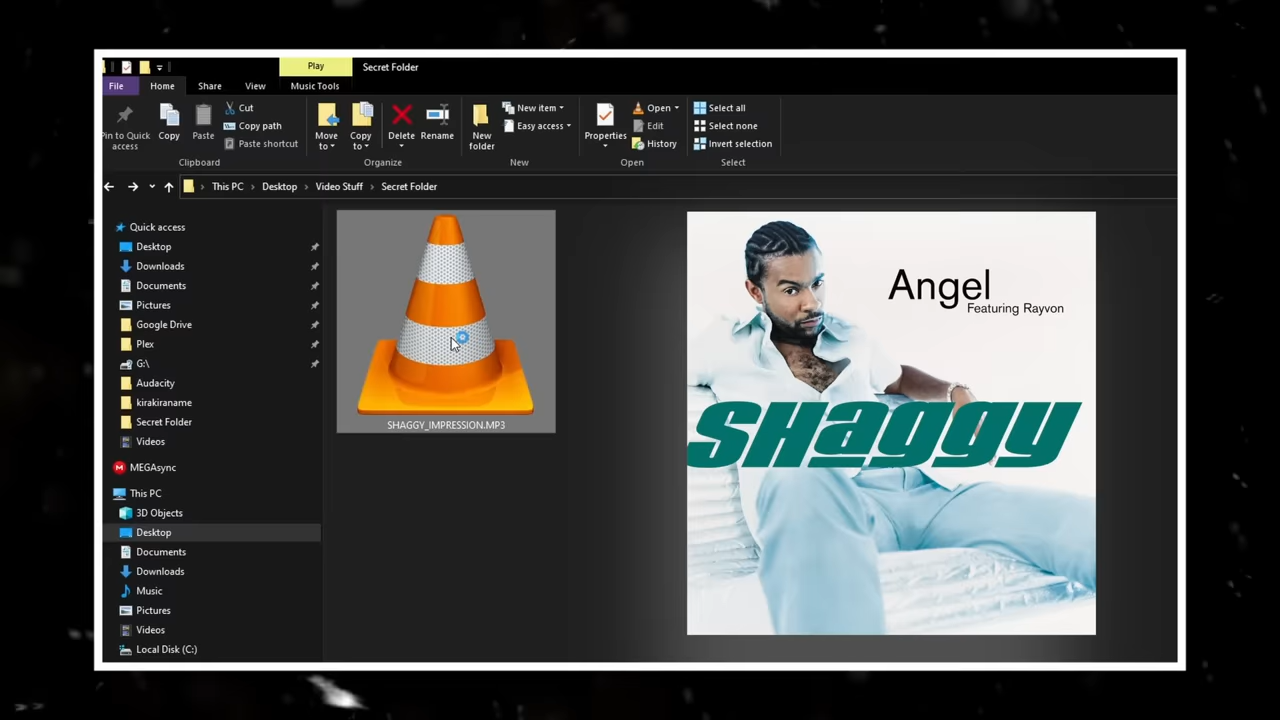 Play
Secret Folder
File
Home
Share
View
Music Tools
Pin to Quick
access
Copy
Paste
Cut
Copy path
Paste shortcut
Clipboard
Move
to
Copy
to
Delete
Rename
Organize
New
folder
New item
Easy access
New
Properties
Open
Edit
History
Open
Select all
Select none
Invert selection
Select
This PC > Desktop > Video Stuff > Secret Folder
Quick access
Desktop
Downloads
Documents
Pictures
Google Drive
Plex
G:\
Audacity
kirakiraname
Secret Folder
Videos
MEGAsync
This PC
3D Objects
Desktop
Documents
Downloads
Music
Pictures
Videos
Local Disk (C:)
SHAGGY_IMPRESSION.MP3
Angel
Featuring Rayvon
SHaggy